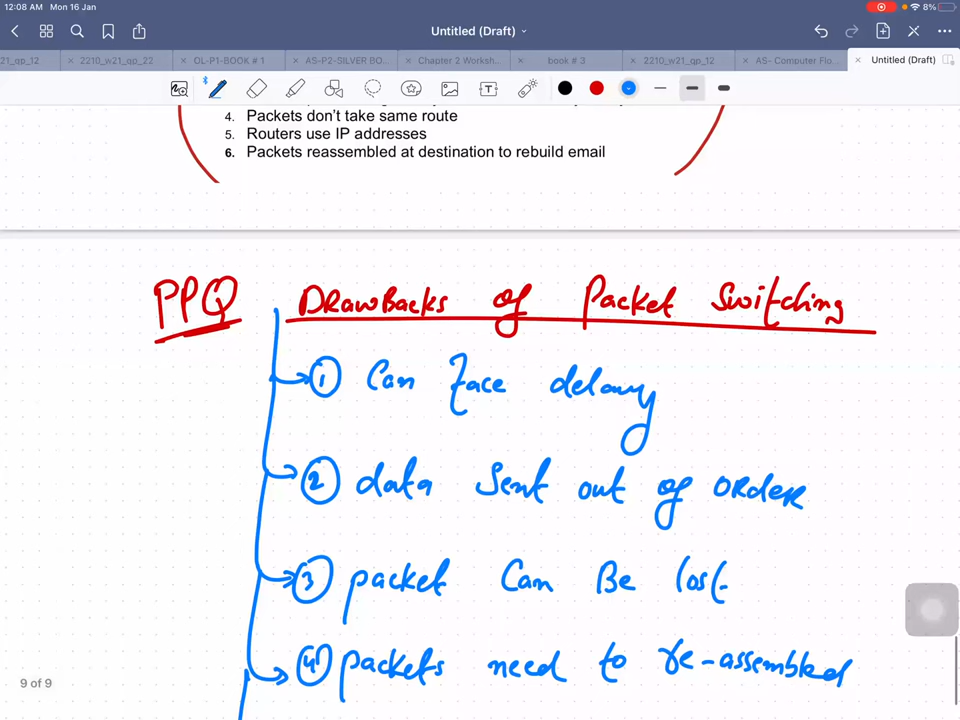 12:08 AM Mon 16 Jan
8%
Untitled (Draft)
21_qp_12
2210_w21_qp_22
OL-P1-BOOK # 1
AS-P2-SILVER BO...
Chapter 2 Worksh...
book # 3
2210_w21_qp_12
AS- Computer Flo...
Untitled (Draft)
4. Packets don't take same route
5. Routers use IP addresses
6. Packets reassembled at destination to rebuild email
PPQ DrawBacks of Packet Switching
1 Can face delay
2 data sent out of order
3 packet Can Be lost
4 packets need to re-assembled
9 of 9